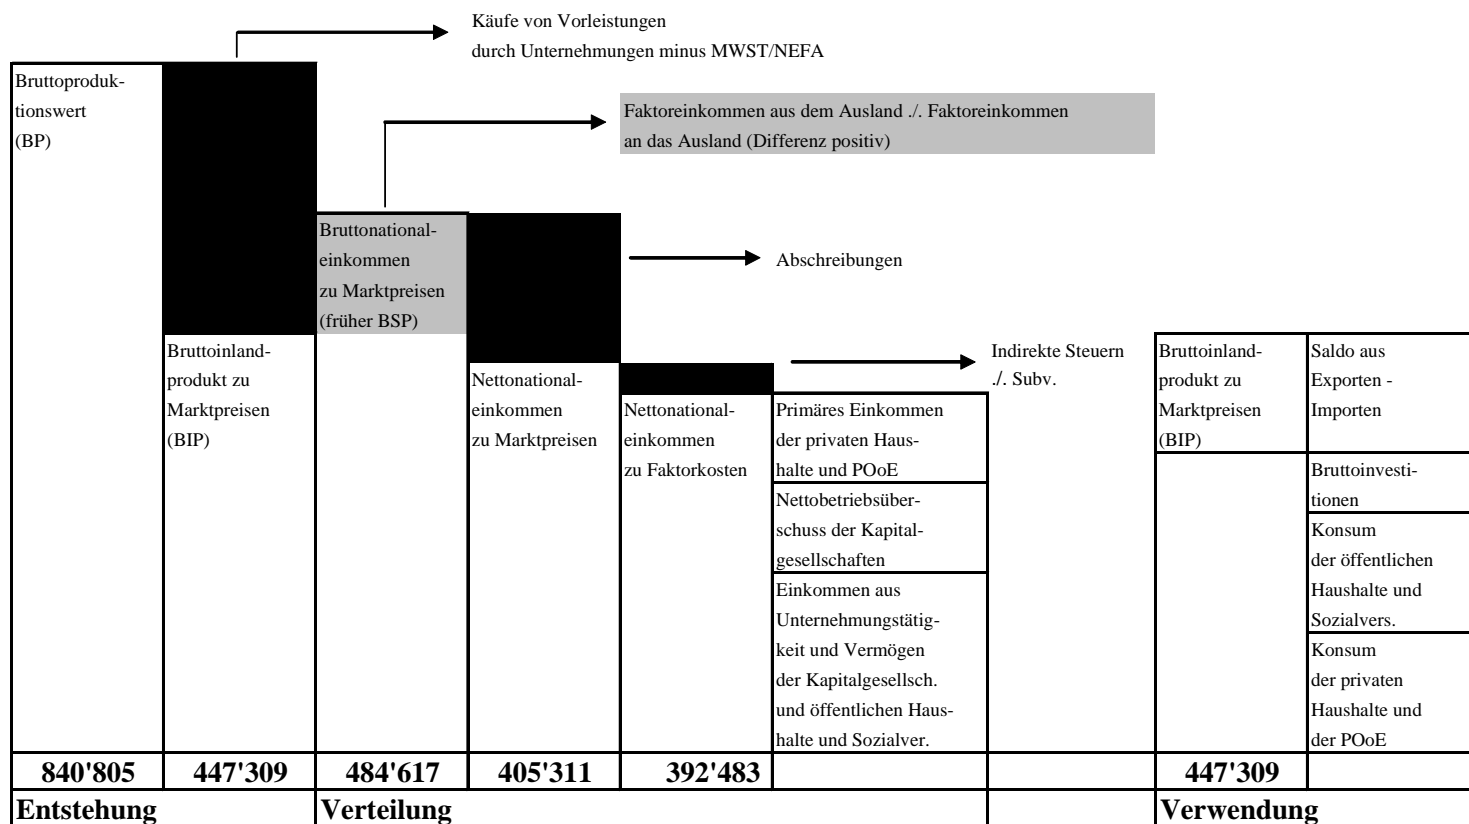 Käufe von Vorleistungen
durch Unternehmungen minus MWST/NEFA
Bruttoproduk-
tionswert
(BP)
Faktoreinkommen aus dem Ausland ./. Faktoreinkommen
an das Ausland (Differenz positiv)
Bruttonational-
einkommen
zu Marktpreisen
(früher BSP)
Abschreibungen
Bruttoinland-
produkt zu
Marktpreisen
(BIP)
Nettonational-
einkommen
zu Marktpreisen
Nettonational-
einkommen
zu Faktorkosten
Indirekte Steuern
./. Subv.
Primäres Einkommen
der privaten Haus-
halte und POoE
Nettobetriebsüber-
schuss der Kapital-
gesellschaften
Einkommen aus
Unternehmungstätig-
keit und Vermögen
der Kapitalgesellsch.
und öffentlichen Haus-
halte und Sozialver.
Bruttoinland-
produkt zu
Marktpreisen
(BIP)
Saldo aus
Exporten -
Importen
Bruttoinvesti-
tionen
Konsum
der öffentlichen
Haushalte und
Sozialvers.
Konsum
der privaten
Haushalte und
der POoE
840'805 447'309 484'617 405'311 392'483 447'309
Entstehung Verteilung Verwendung